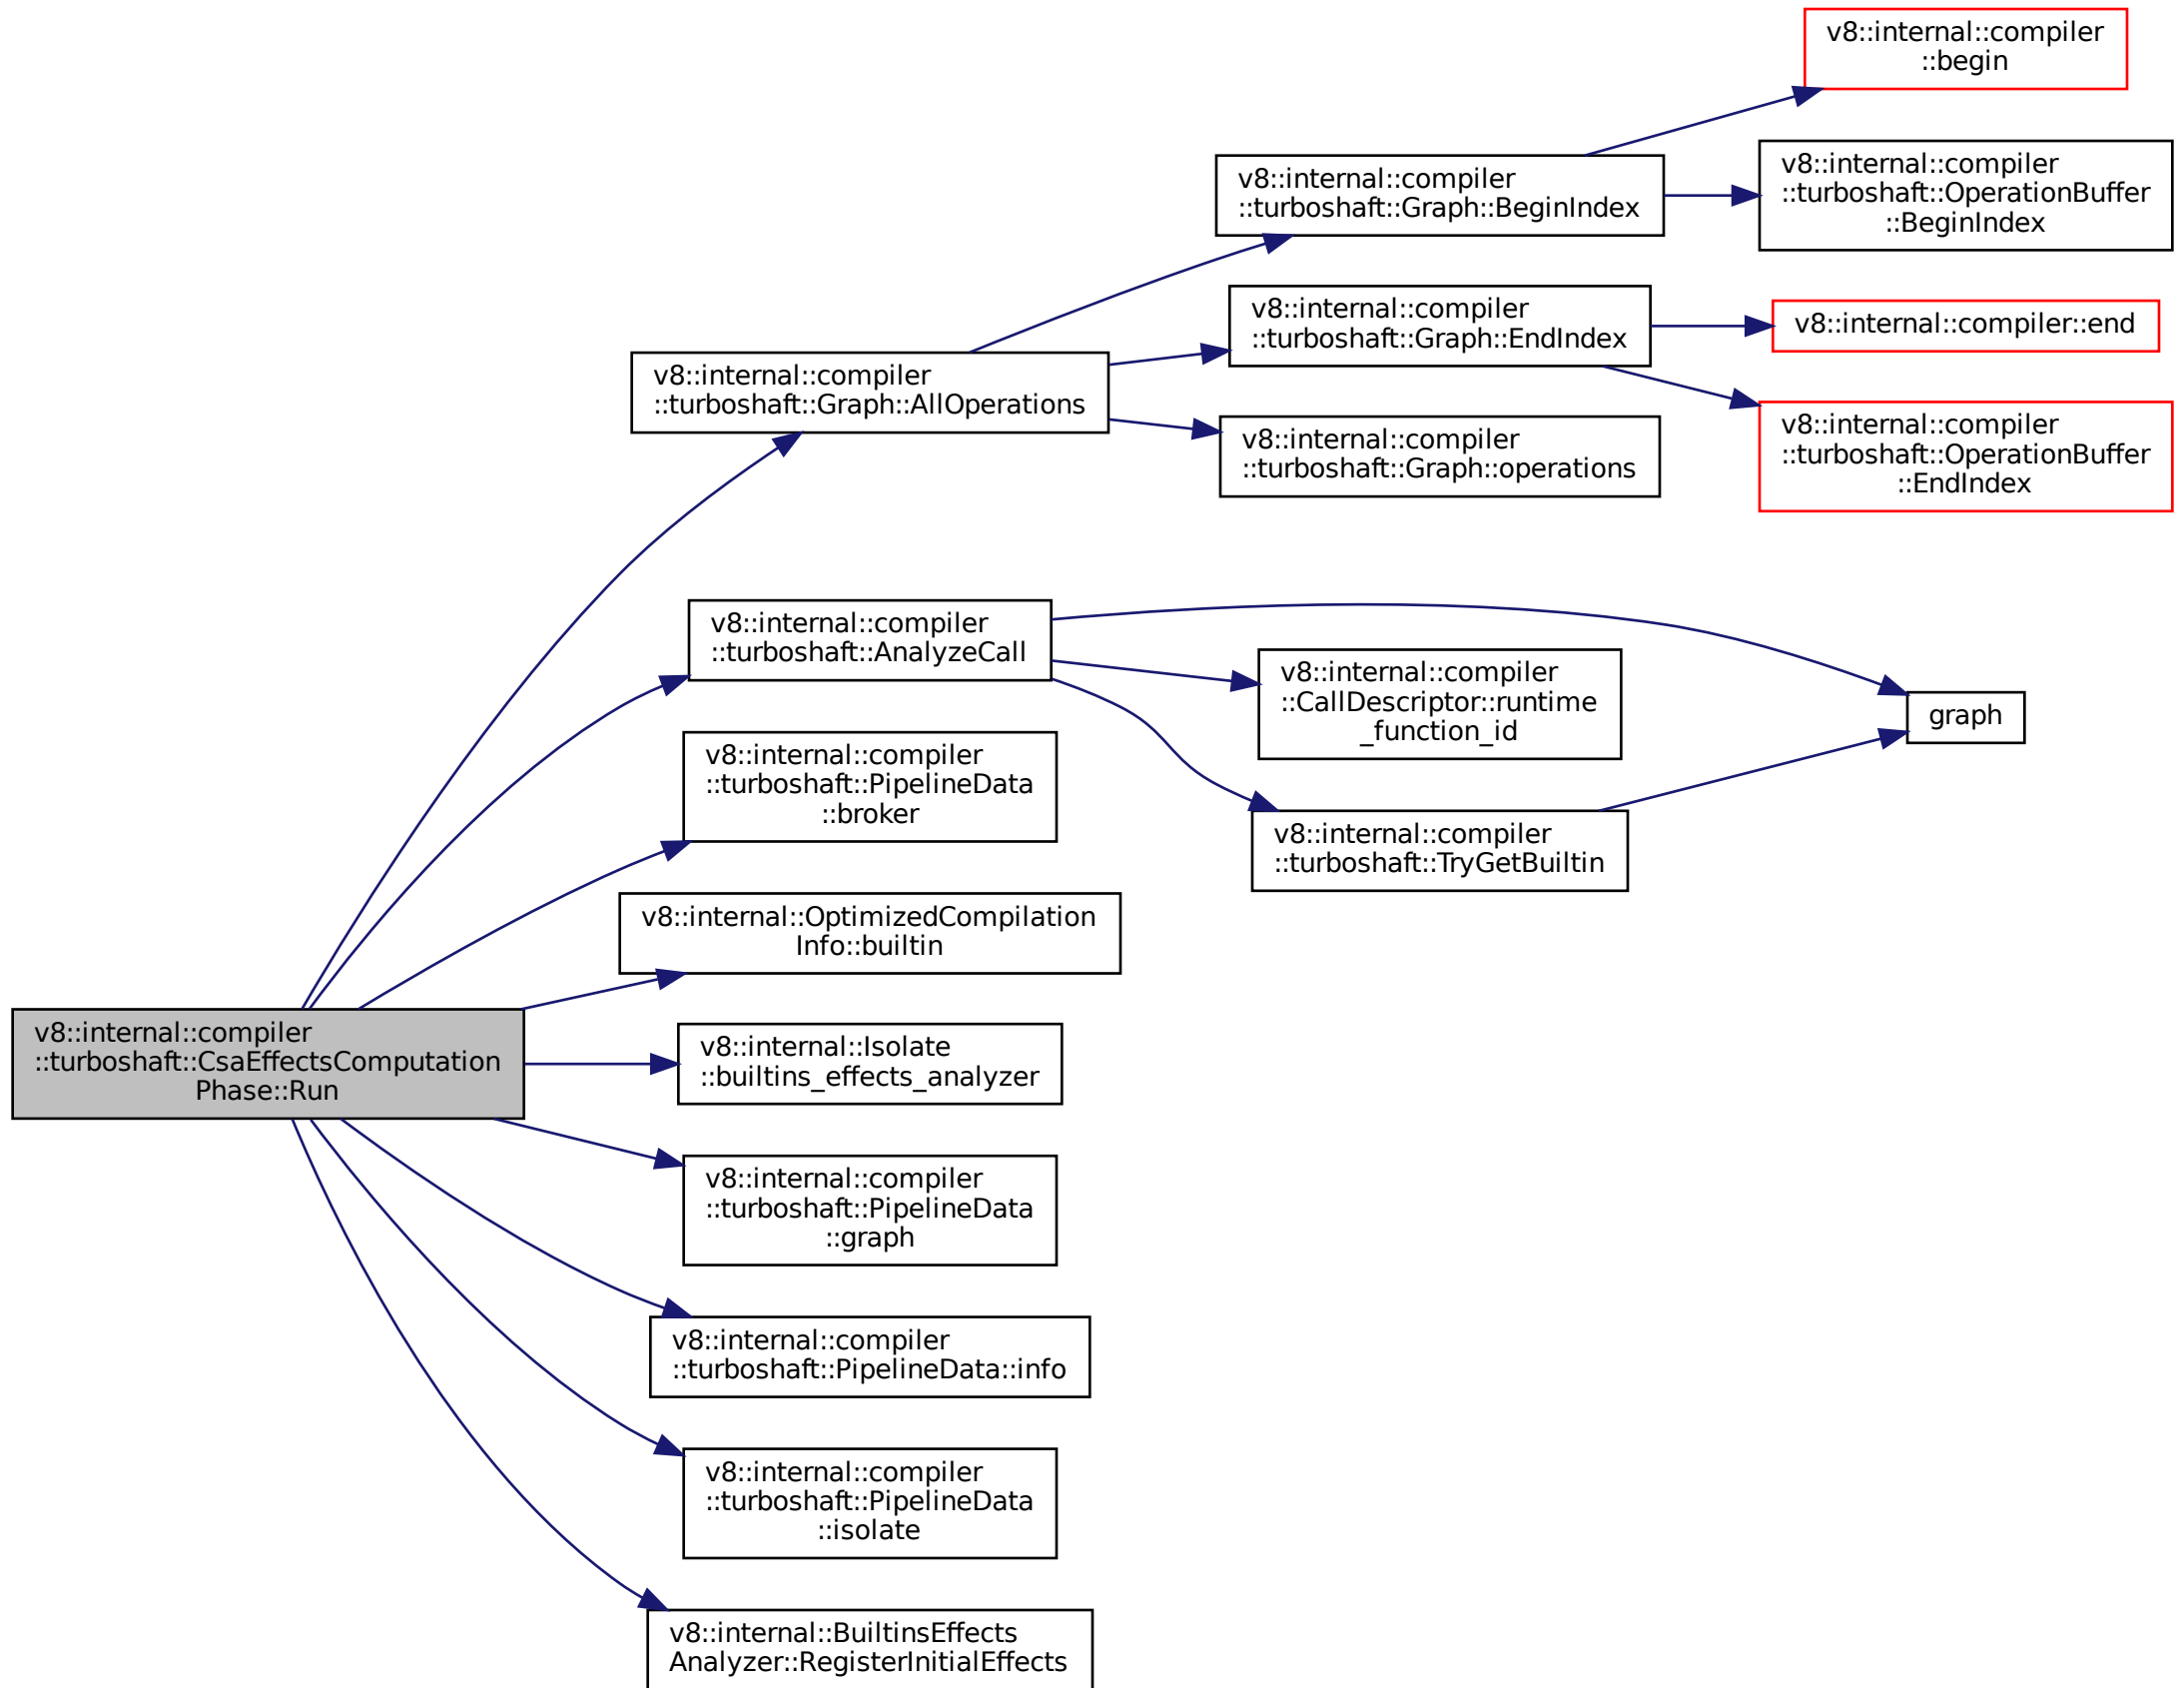 v8::internal::compiler
::begin
v8::internal::compiler
::turboshaft::Graph::BeginIndex
v8::internal::compiler
::turboshaft::OperationBuffer
::BeginIndex
v8::internal::compiler
::turboshaft::Graph::EndIndex
v8::internal::compiler::end
v8::internal::compiler
::turboshaft::Graph::AllOperations
v8::internal::compiler
::turboshaft::Graph::operations
v8::internal::compiler
::turboshaft::OperationBuffer
::EndIndex
v8::internal::compiler
::turboshaft::AnalyzeCall
v8::internal::compiler
::CallDescriptor::runtime
_function_id
graph
v8::internal::compiler
::turboshaft::PipelineData
::broker
v8::internal::compiler
::turboshaft::TryGetBuiltin
v8::internal::OptimizedCompilation
Info::builtin
v8::internal::compiler
::turboshaft::CsaEffectsComputation
Phase::Run
v8::internal::Isolate
::builtins_effects_analyzer
v8::internal::compiler
::turboshaft::PipelineData
::graph
v8::internal::compiler
::turboshaft::PipelineData::info
v8::internal::compiler
::turboshaft::PipelineData
::isolate
v8::internal::BuiltinsEffects
Analyzer::RegisterInitialEffects